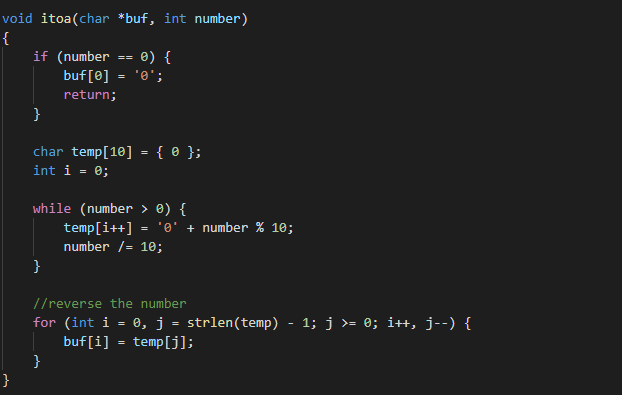 void itoa(char *buf, int number)
{
    if (number == 0) {
        buf[0] = '0';
        return;
    }

    char temp[10] = { 0 };
    int i = 0;

    while (number > 0) {
        temp[i++] = '0' + number % 10;
        number /= 10;
    }

    //reverse the number
    for (int i = 0, j = strlen(temp) - 1; j >= 0; i++, j--) {
        buf[i] = temp[j];
    }
}